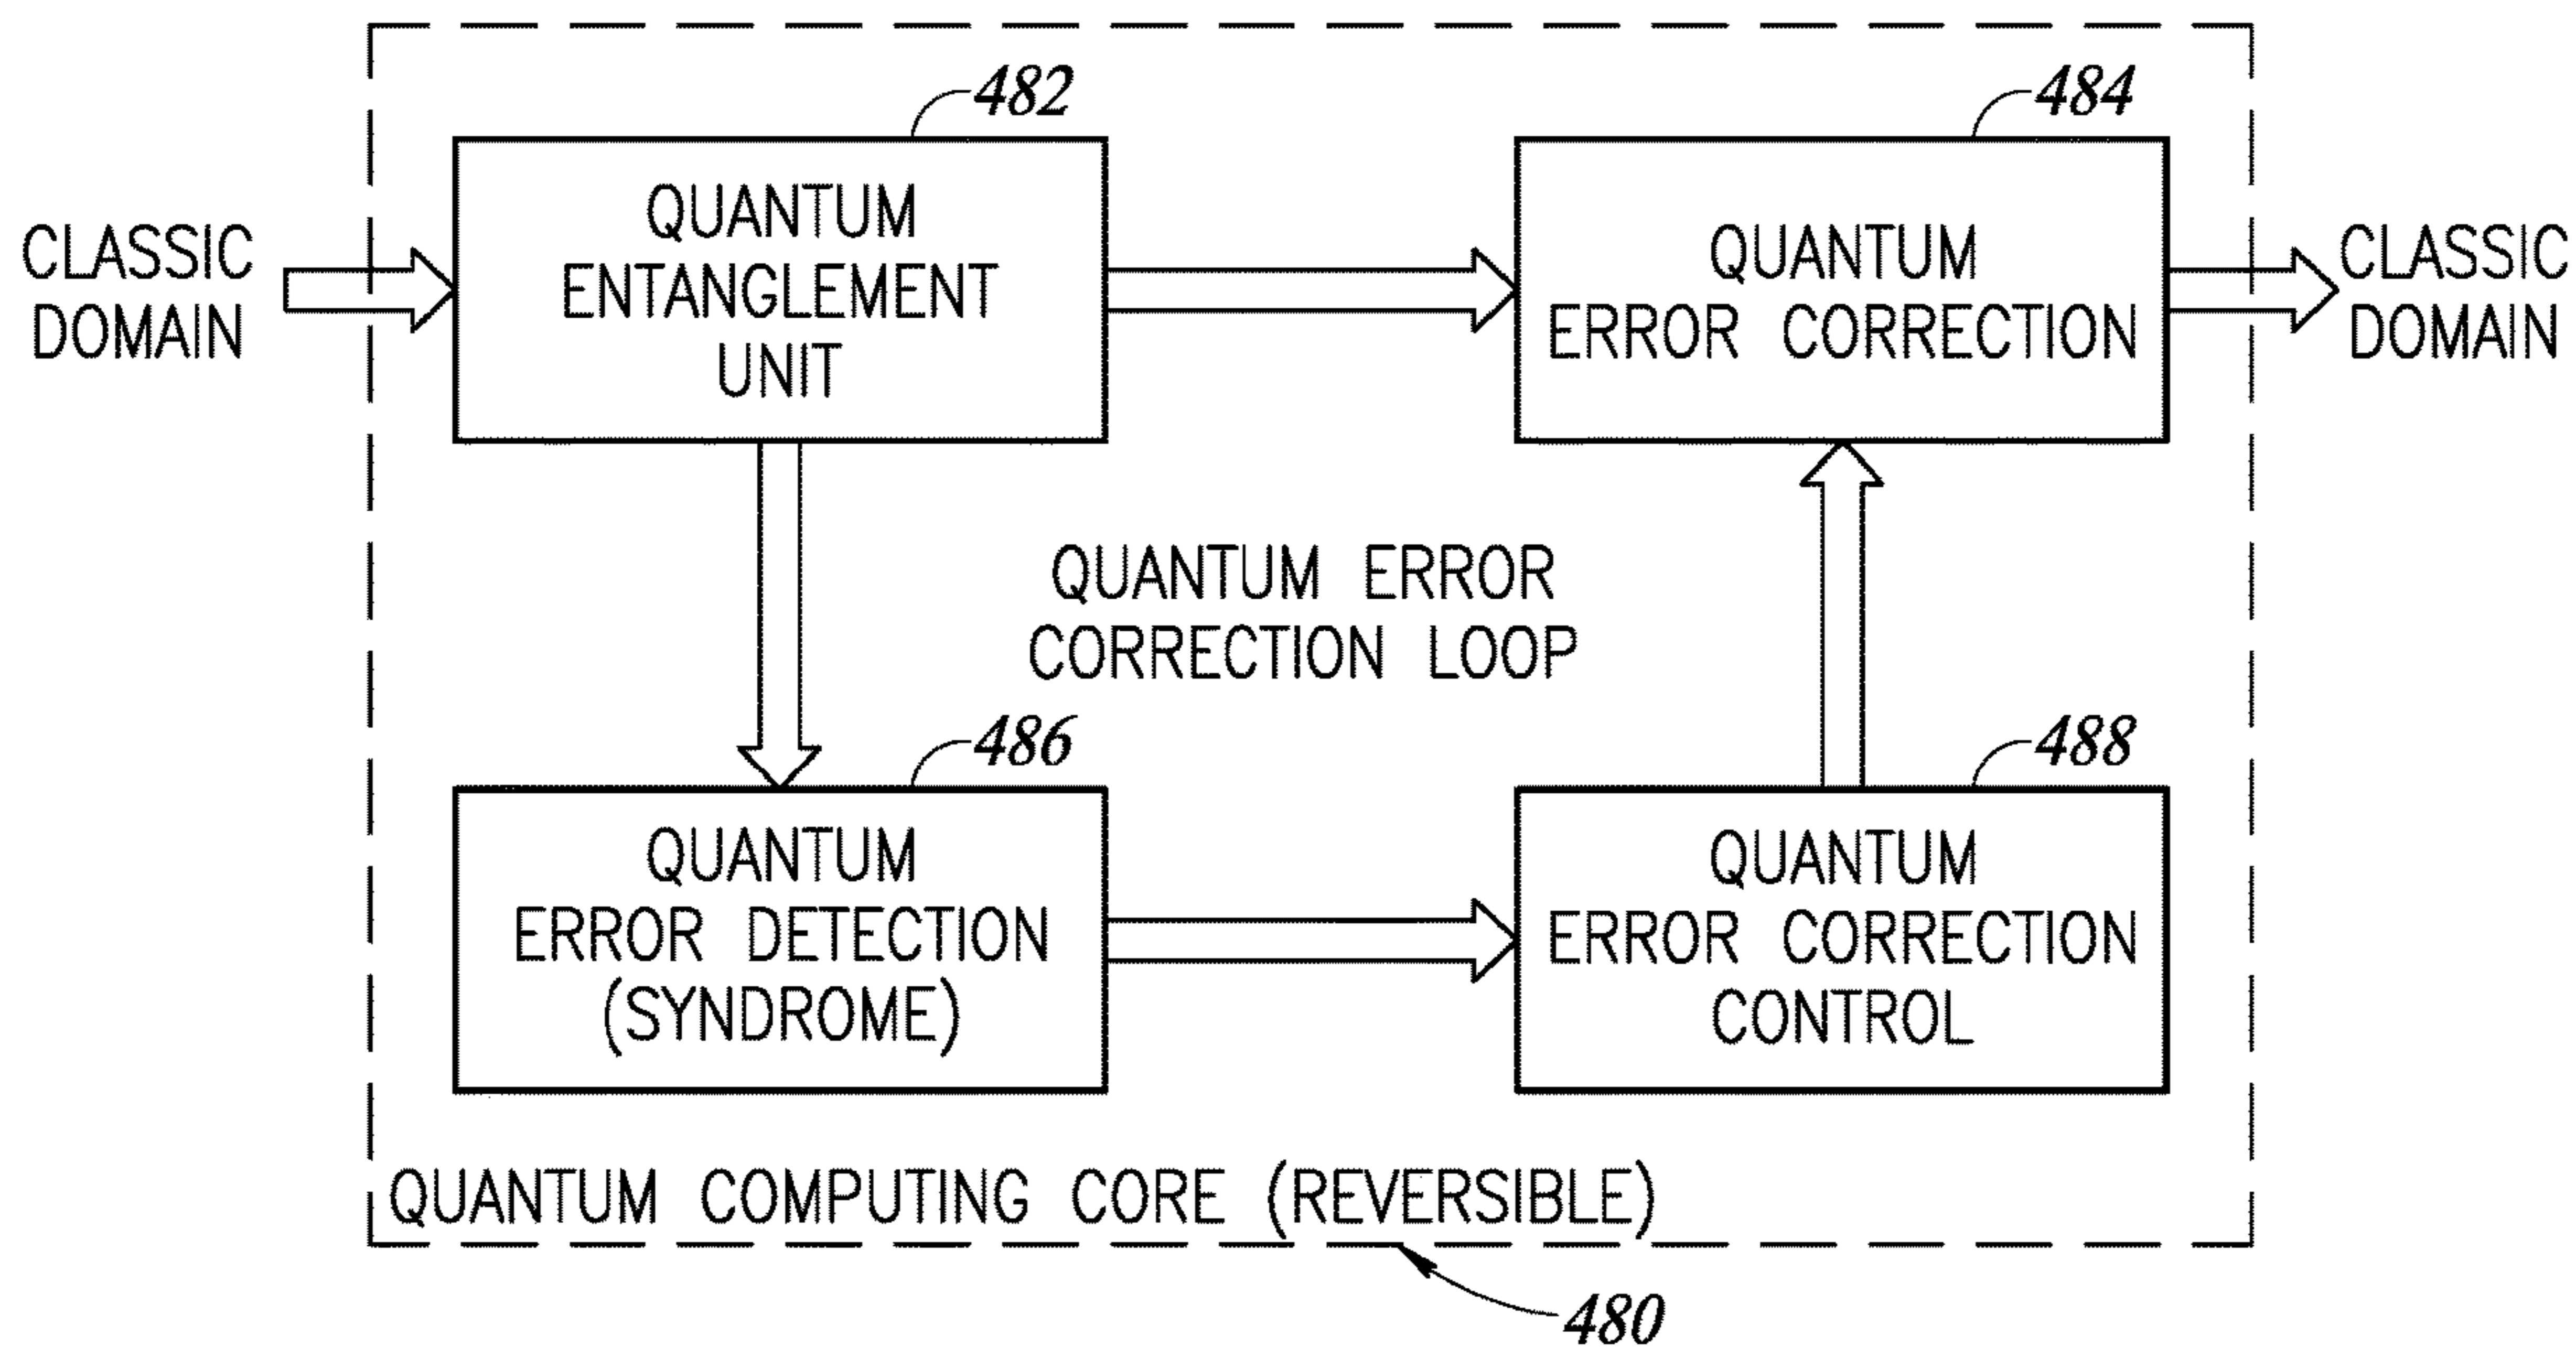 482
484
CLASSIC
DOMAIN
QUANTUM
ENTANGLEMENT
UNIT
QUANTUM
ERROR CORRECTION
CLASSIC
DOMAIN
QUANTUM ERROR
CORRECTION LOOP
486
488
QUANTUM
ERROR DETECTION
(SYNDROME)
QUANTUM
ERROR CORRECTION
CONTROL
QUANTUM COMPUTING CORE (REVERSIBLE)
480